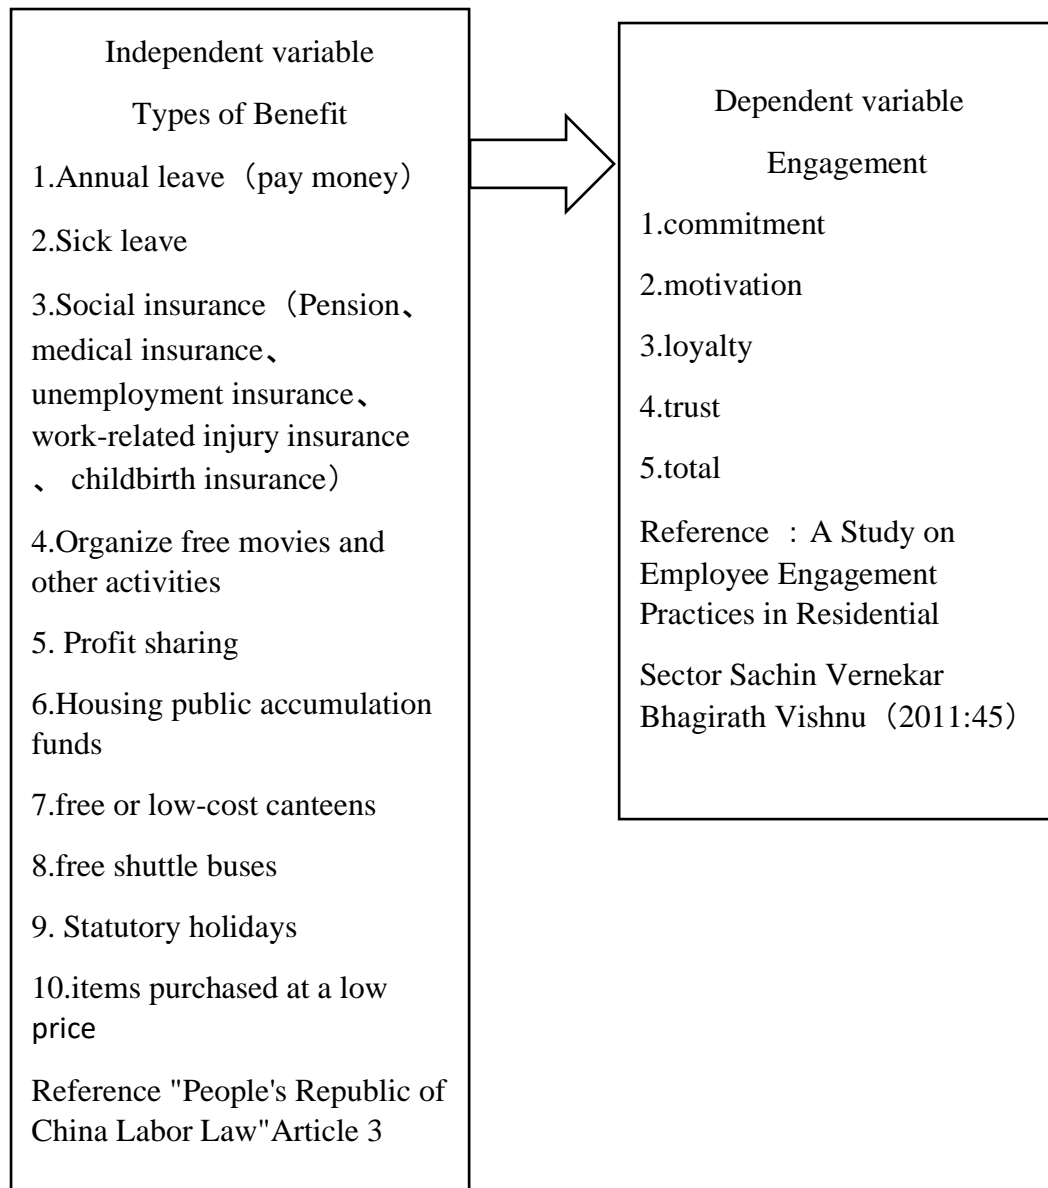 Independent variable
Types of Benefit
1.Annual leave（pay money）
2.Sick leave
3.Social insurance（Pension、
medical insurance、
unemployment insurance、
work-related injury insurance
、 childbirth insurance）
4.Organize free movies and
other activities
5. Profit sharing
6.Housing public accumulation
funds
7.free or low-cost canteens
8.free shuttle buses
9. Statutory holidays
10.items purchased at a low
price
Reference "People's Republic of
China Labor Law"Article 3
Dependent variable
Engagement
1.commitment
2.motivation
3.loyalty
4.trust
5.total
Reference ：A Study on
Employee Engagement
Practices in Residential
Sector Sachin Vernekar
Bhagirath Vishnu（2011:45）